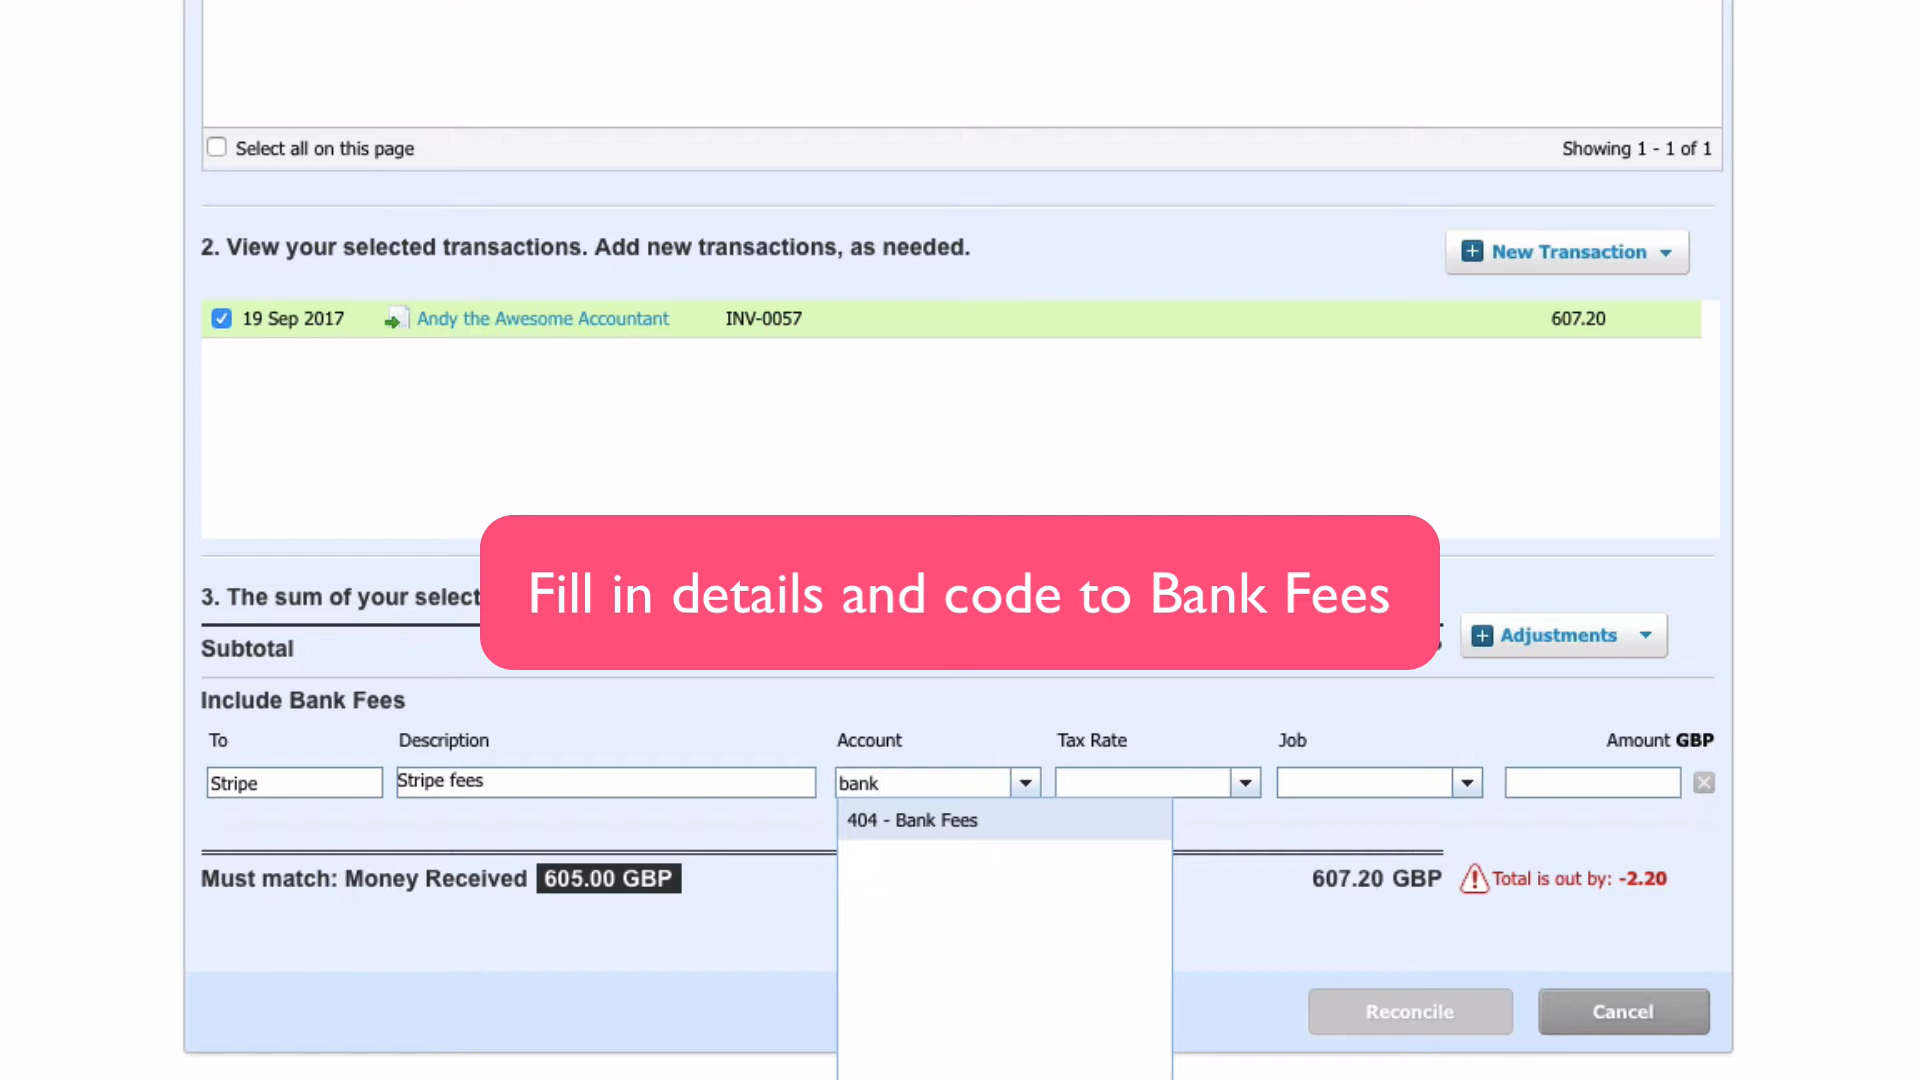 Select all on this page
Showing 1 - 1 of 1
2. View your selected transactions. Add new transactions, as needed.
New Transaction
19 Sep 2017 Andy the Awesome Accountant INV-0057 607.20
Fill in details and code to Bank Fees
3. The sum of your select
Adjustments
Subtotal
Include Bank Fees
To Description Account Tax Rate Job Amount GBP
Stripe Stripe fees bank
404 - Bank Fees
Must match: Money Received 605.00 GBP 607.20 GBP Total is out by: -2.20
Reconcile Cancel